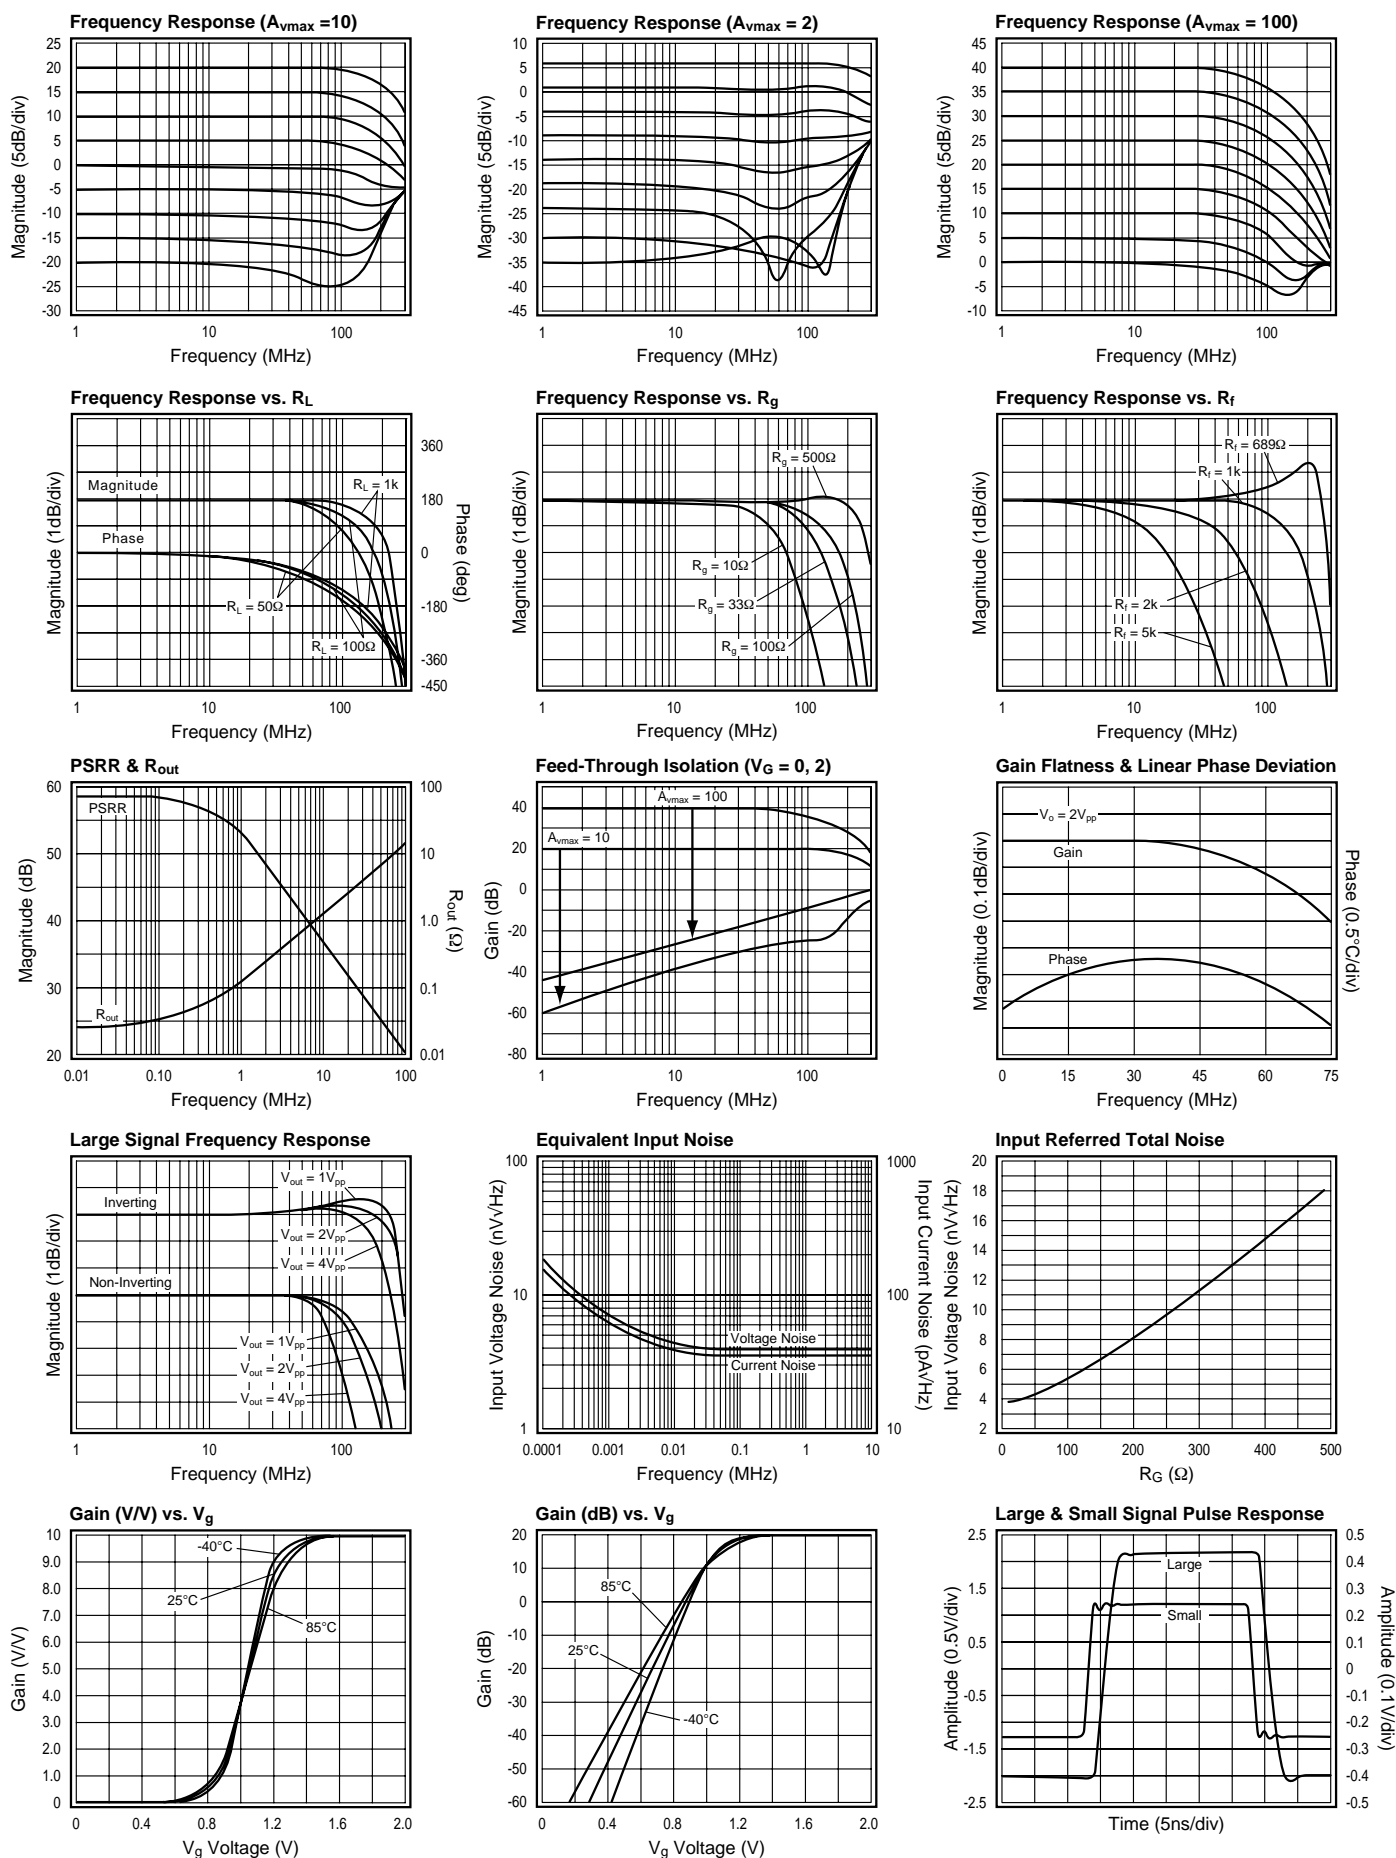 Frequency Response (Avmax =10)
Magnitude (5dB/div)
25
20
15
10
5
0
-5
-10
-15
-20
-25
-30
1 10 100
Frequency (MHz)
Frequency Response (Avmax = 2)
Magnitude (5dB/div)
10
5
0
-5
-10
-15
-20
-25
-30
-35
-40
-45
1 10 100
Frequency (MHz)
Frequency Response (Avmax = 100)
Magnitude (5dB/div)
45
40
35
30
25
20
15
10
5
0
-5
-10
1 10 100
Frequency (MHz)
Frequency Response vs. RL
Magnitude (1dB/div)
Magnitude
Phase
RL = 1k
RL = 50Ω
RL = 100Ω
360
180
0
-180
-360
-450
Phase (deg)
1 10 100
Frequency (MHz)
Frequency Response vs. Rg
Magnitude (1dB/div)
Rg = 500Ω
Rg = 10Ω
Rg = 33Ω
Rg = 100Ω
1 10 100
Frequency (MHz)
Frequency Response vs. Rf
Magnitude (1dB/div)
Rf = 689Ω
Rf = 1k
Rf = 2k
Rf = 5k
1 10 100
Frequency (MHz)
PSRR & Rout
Magnitude (dB)
60
50
40
30
20
PSRR
Rout
100
10
1.0
0.1
0.01
Rout (Ω)
0.01 0.10 1 10 100
Frequency (MHz)
Feed-Through Isolation (VG = 0, 2)
Gain (dB)
40
20
0
-20
-40
-60
-80
Avmax = 100
Avmax = 10
1 10 100
Frequency (MHz)
Gain Flatness & Linear Phase Deviation
Magnitude (0.1dB/div)
Vo = 2Vpp
Gain
Phase
Phase (0.5°C/div)
0 15 30 45 60 75
Frequency (MHz)
Large Signal Frequency Response
Magnitude (1dB/div)
Inverting
Vout = 1Vpp
Vout = 2Vpp
Vout = 4Vpp
Non-Inverting
Vout = 1Vpp
Vout = 2Vpp
Vout = 4Vpp
1 10 100
Frequency (MHz)
Equivalent Input Noise
Input Voltage Noise (nV√Hz)
100
10
1
Voltage Noise
Current Noise
1000
100
10
Input Current Noise (pA√Hz)
0.0001 0.001 0.01 0.1 1 10
Frequency (MHz)
Input Referred Total Noise
Input Voltage Noise (nV√Hz)
20
18
16
14
12
10
8
6
4
2
0 100 200 300 400 500
RG (Ω)
Gain (V/V) vs. Vg
Gain (V/V)
10
9.0
8.0
7.0
6.0
5.0
4.0
3.0
2.0
1.0
0
-40°C
25°C
85°C
0 0.4 0.8 1.2 1.6 2.0
Vg Voltage (V)
Gain (dB) vs. Vg
Gain (dB)
20
10
0
-10
-20
-30
-40
-50
-60
85°C
25°C
-40°C
0 0.4 0.8 1.2 1.6 2.0
Vg Voltage (V)
Large & Small Signal Pulse Response
Amplitude (0.5V/div)
2.5
1.5
0.5
-0.5
-1.5
-2.5
Large
Small
0.5
0.4
0.3
0.2
0.1
0
-0.1
-0.2
-0.3
-0.4
-0.5
Amplitude (0.1V/div)
Time (5ns/div)